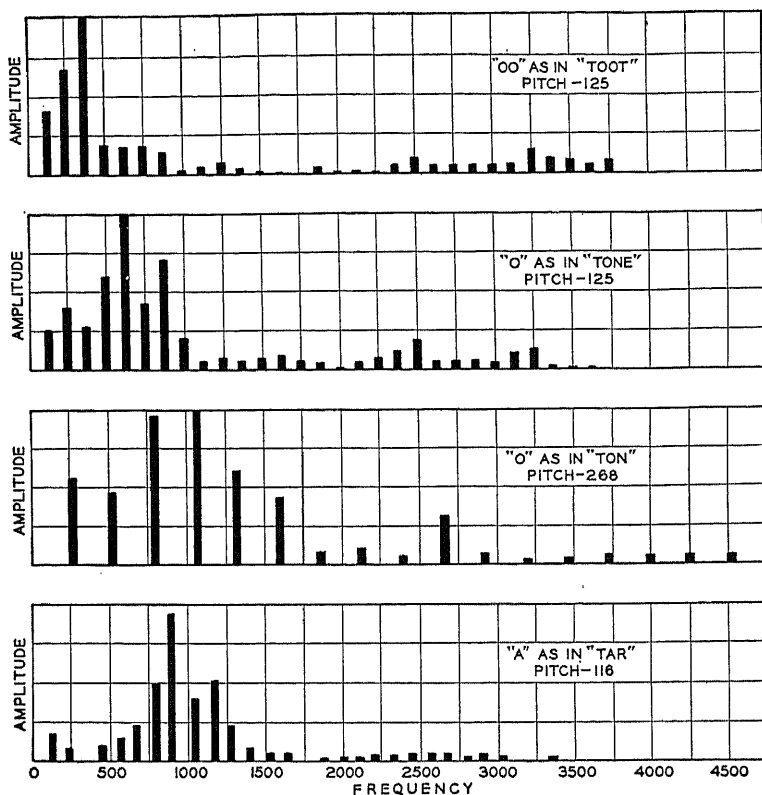 AMPLITUDE
"OO" AS IN "TOOT"
PITCH-125
AMPLITUDE
"O" AS IN "TONE"
PITCH-125
AMPLITUDE
"O" AS IN "TON"
PITCH-268
AMPLITUDE
"A" AS IN "TAR"
PITCH-116
0 500 1000 1500 2000 2500 3000 3500 4000 4500
FREQUENCY